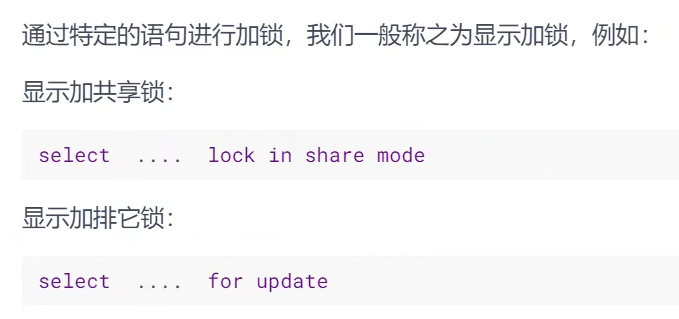 通过特定的语句进行加锁，我们一般称之为显示加锁，例如：
显示加共享锁：
select  ....  lock in share mode
显示加排它锁：
select  ....  for update